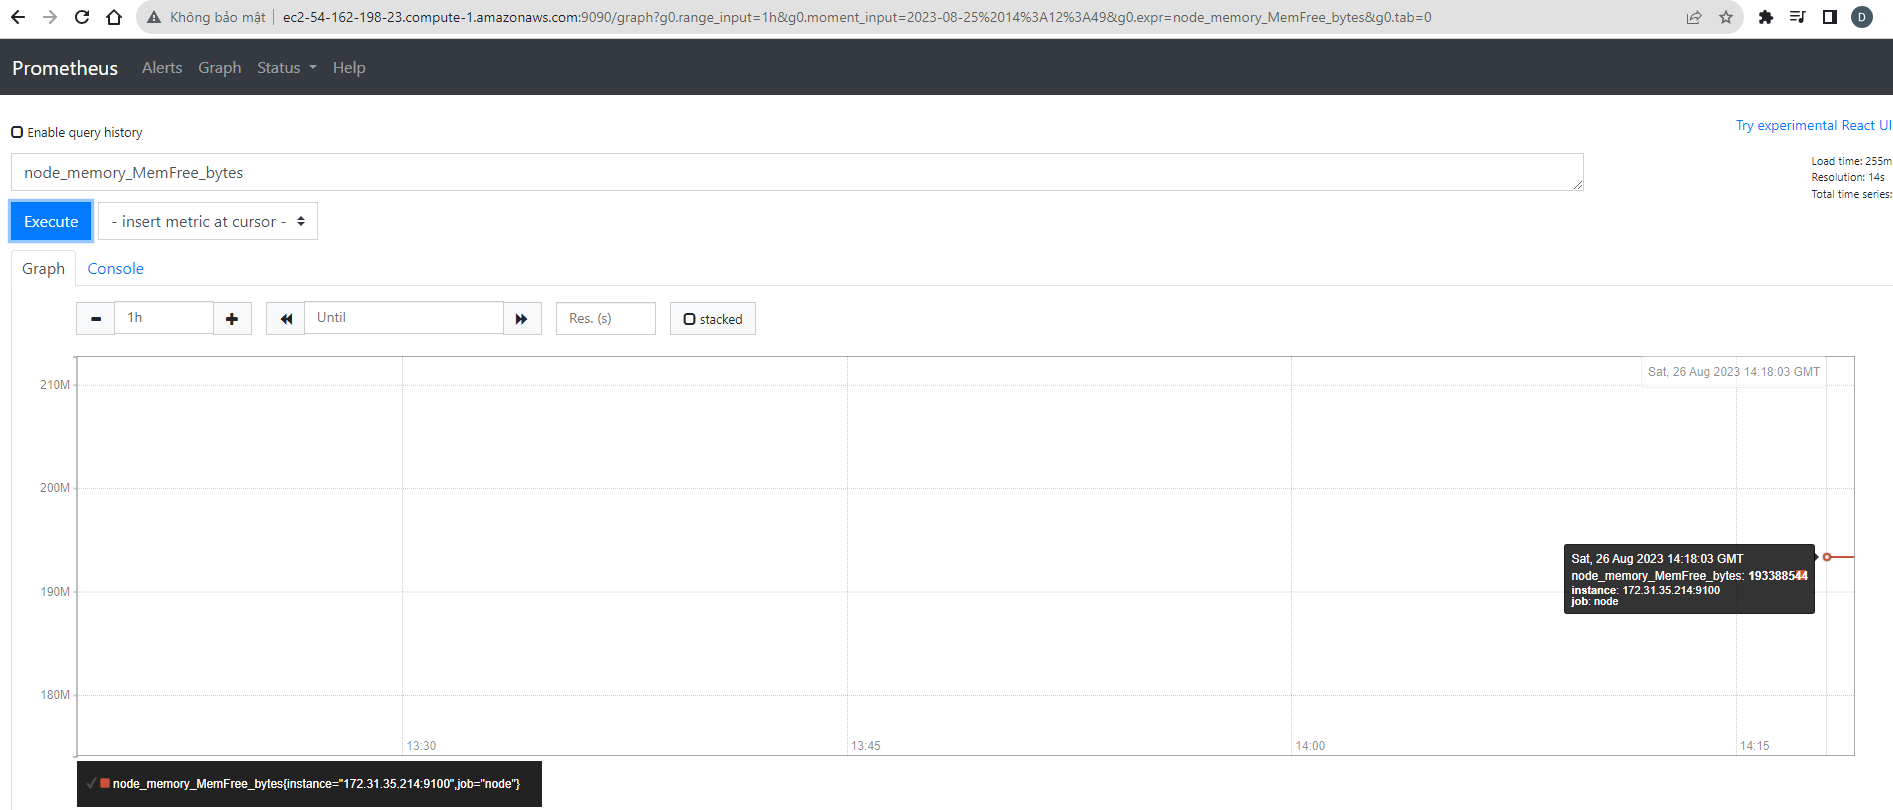 Không bảo mật ec2-54-162-198-23.compute-1.amazonaws.com:9090/graph?g0.range_input=1h&g0.moment_input=2023-08-25%2014%3A12%3A49&g0.expr=node_memory_MemFree_bytes&g0.tab=0
D
Prometheus Alerts Graph Status Help
Enable query history
Try experimental React UI
node_memory_MemFree_bytes
Load time: 255m
Resolution: 14s
Total time series:
Execute
- insert metric at cursor -
Graph Console
1h Until Res. (s) stacked
Sat, 26 Aug 2023 14:18:03 GMT
210M
200M
190M
180M
Sat, 26 Aug 2023 14:18:03 GMT
node_memory_MemFree_bytes: 193388544
instance: 172.31.35.214:9100
job: node
13:30 13:45 14:00 14:15
node_memory_MemFree_bytes{instance="172.31.35.214:9100",job="node"}